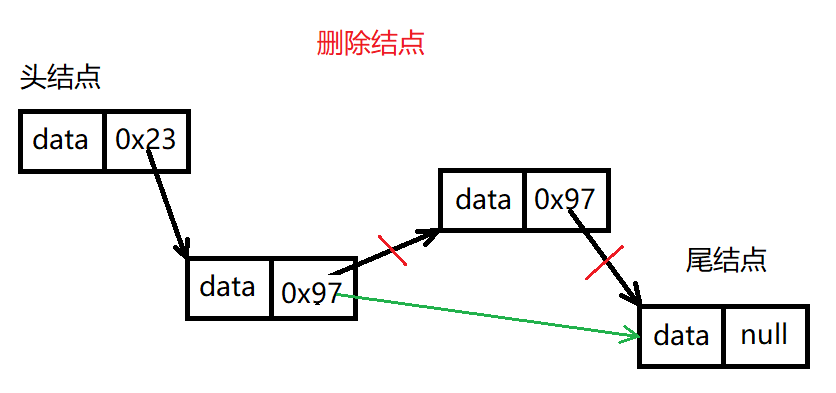 删除结点
头结点
data 0x23
data 0x97
尾结点
data 0x97
data null